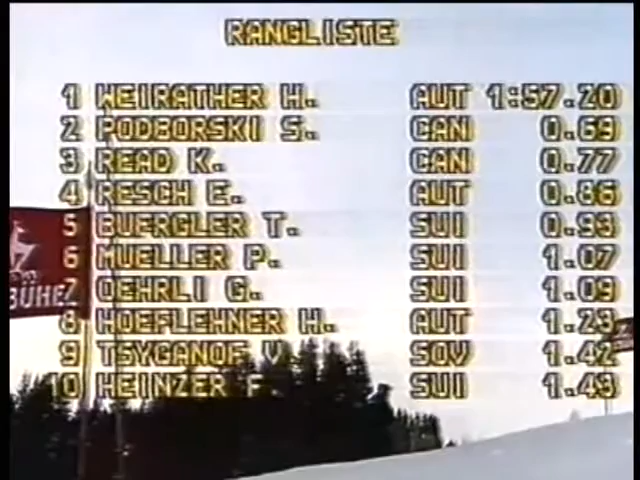 RANGLISTE
1 WEIRATHER H. AUT 1:57.20
2 PODBORSKI S. CAN 0.69
3 READ K. CAN 0.77
4 RESCH E. AUT 0.86
5 BUERGLER T. SUI 0.93
6 MUELLER P. SUI 1.07
7 OEHRLI G. SUI 1.09
8 HOEFLEHNER H. AUT 1.23
9 TSYGANOF V. SOV 1.42
10 HEINZER F. SUI 1.43
BÜHEL